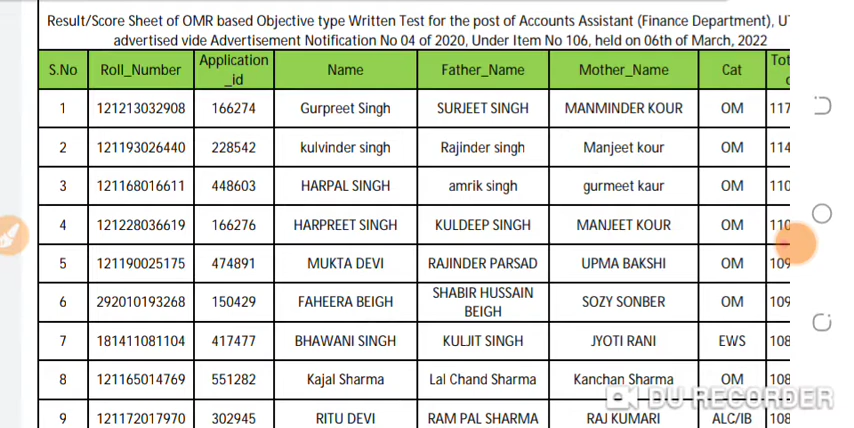 Result/Score Sheet of OMR based Objective type Written Test for the post of Accounts Assistant (Finance Department), UT
advertised vide Advertisement Notification No 04 of 2020, Under Item No 106, held on 06th of March, 2022
S.No Roll_Number Application_id Name Father_Name Mother_Name Cat Tot
1 121213032908 166274 Gurpreet Singh SURJEET SINGH MANMINDER KOUR OM 117
2 121193026440 228542 kulvinder singh Rajinder singh Manjeet kour OM 114
3 121168016611 448603 HARPAL SINGH amrik singh gurmeet kaur OM 110
4 121228036619 166276 HARPREET SINGH KULDEEP SINGH MANJEET KOUR OM 110
5 121190025175 474891 MUKTA DEVI RAJINDER PARSAD UPMA BAKSHI OM 109
6 292010193268 150429 FAHEERA BEIGH SHABIR HUSSAIN BEIGH SOZY SONBER OM 109
7 181411081104 417477 BHAWANI SINGH KULJIT SINGH JYOTI RANI EWS 108
8 121165014769 551282 Kajal Sharma Lal Chand Sharma Kanchan Sharma OM 108
9 121172017970 302945 RITU DEVI RAM PAL SHARMA RAJ KUMARI ALC/IB 108
DU RECORDER